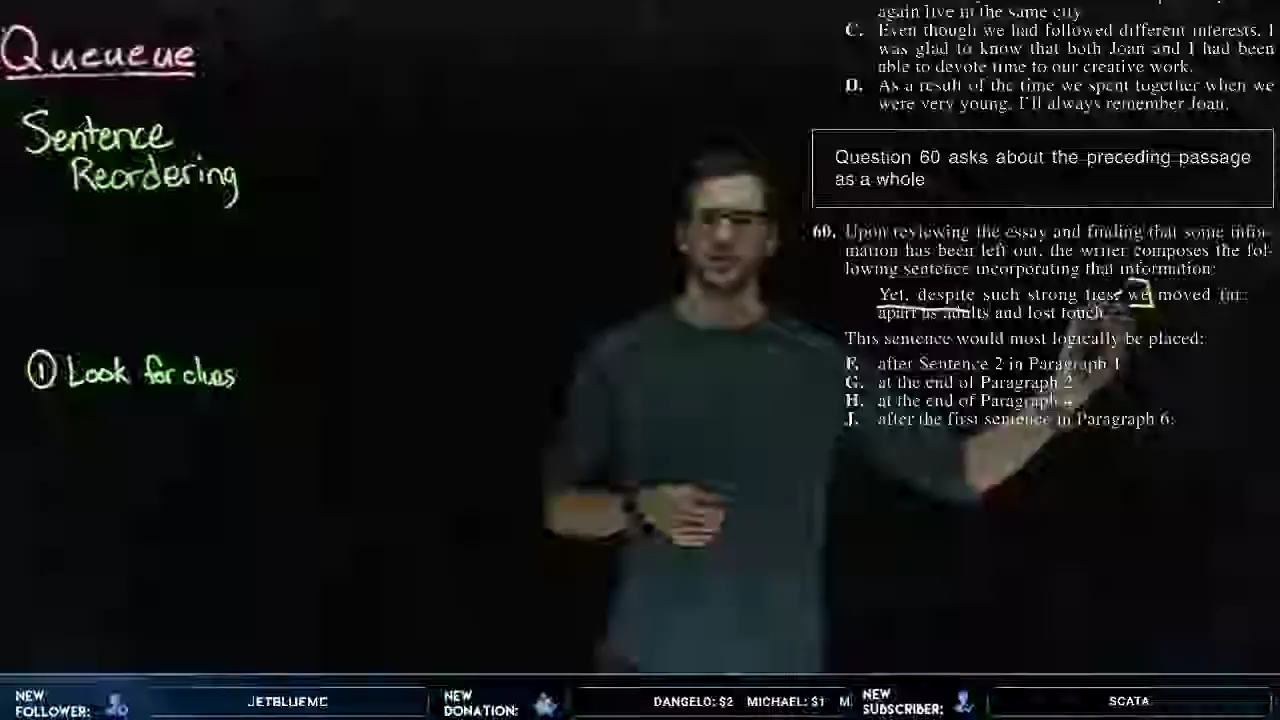 Queueue
Sentence
Reordering
① Look for clues
again live in the same city
C. Even though we had followed different interests, I
was glad to know that both Joan and I had been
able to devote time to our creative work.
D. As a result of the time we spent together when we
were very young, I'll always remember Joan.
Question 60 asks about the preceding passage
as a whole
60. Upon reviewing the essay and finding that some infor-
mation has been left out, the writer composes the fol-
lowing sentence incorporating that information:
Yet, despite such strong ties, we moved far
apart as adults and lost touch
This sentence would most logically be placed:
F. after Sentence 2 in Paragraph 1
G. at the end of Paragraph 2
H. at the end of Paragraph 4
J. after the first sentence in Paragraph 6.
NEW
FOLLOWER:
JETBLUEME
NEW
DONATION:
DANGELO: $2 MICHAEL: $1 M
NEW
SUBSCRIBER:
SCATA